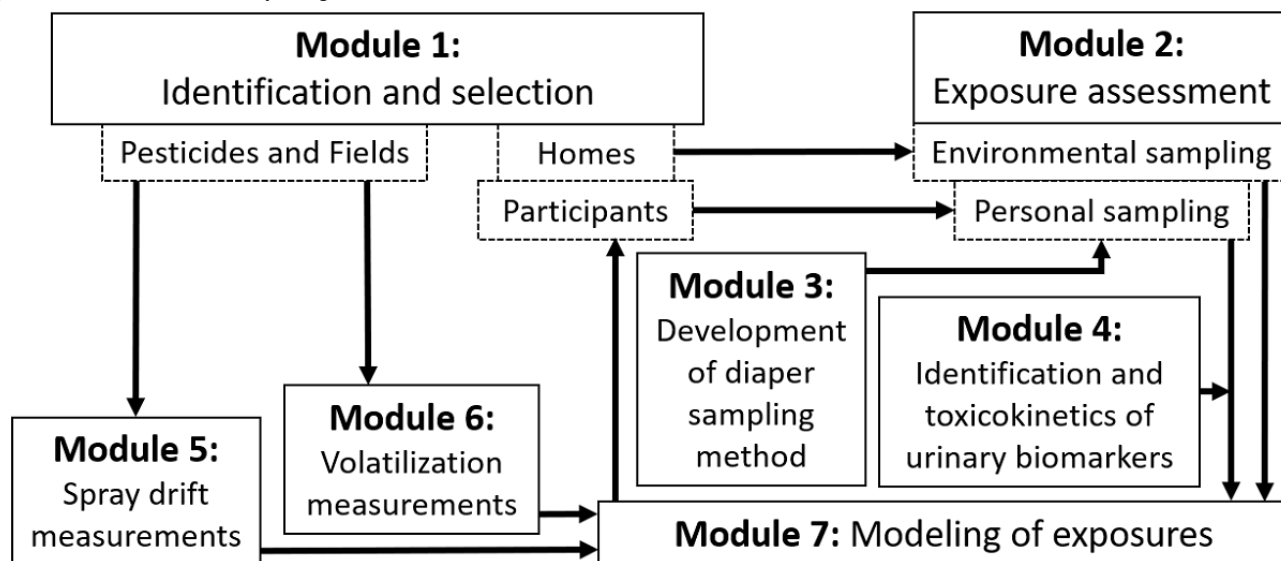 Module 1:
Identification and selection
Pesticides and Fields
Homes
Participants
Module 2:
Exposure assessment
Environmental sampling
Personal sampling
Module 3:
Development
of diaper
sampling
method
Module 4:
Identification and
toxicokinetics of
urinary biomarkers
Module 5:
Spray drift
measurements
Module 6:
Volatilization
measurements
Module 7: Modeling of exposures